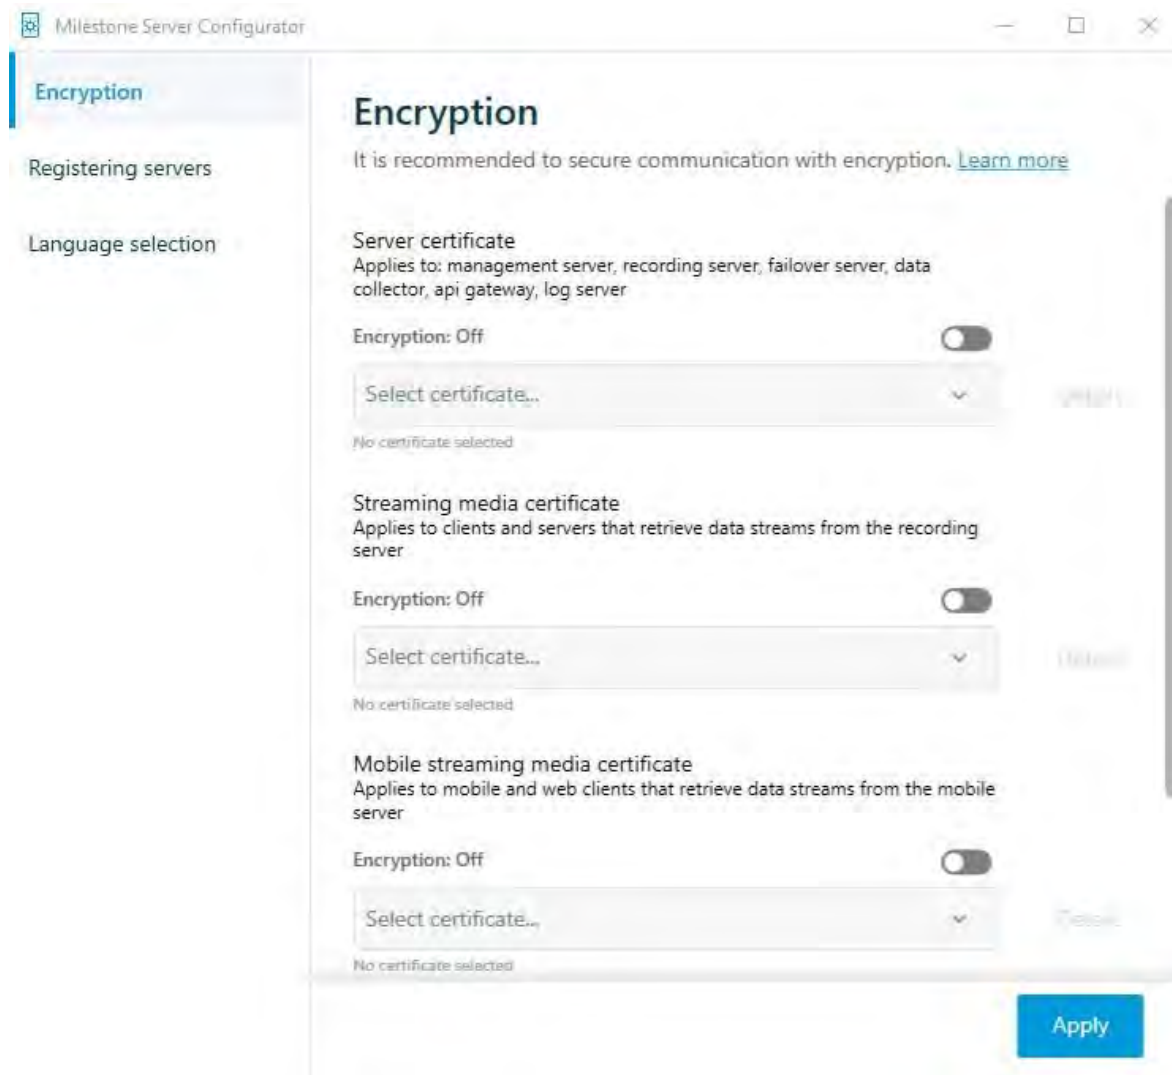 Milestone Server Configurator
Encryption
Registering servers
Language selection
Encryption
It is recommended to secure communication with encryption. Learn more
Server certificate
Applies to: management server, recording server, failover server, data
collector, api gateway, log server
Encryption: Off
Select certificate...
No certificate selected
Streaming media certificate
Applies to clients and servers that retrieve data streams from the recording
server
Encryption: Off
Select certificate...
No certificate selected
Mobile streaming media certificate
Applies to mobile and web clients that retrieve data streams from the mobile
server
Encryption: Off
Select certificate...
No certificate selected
Apply